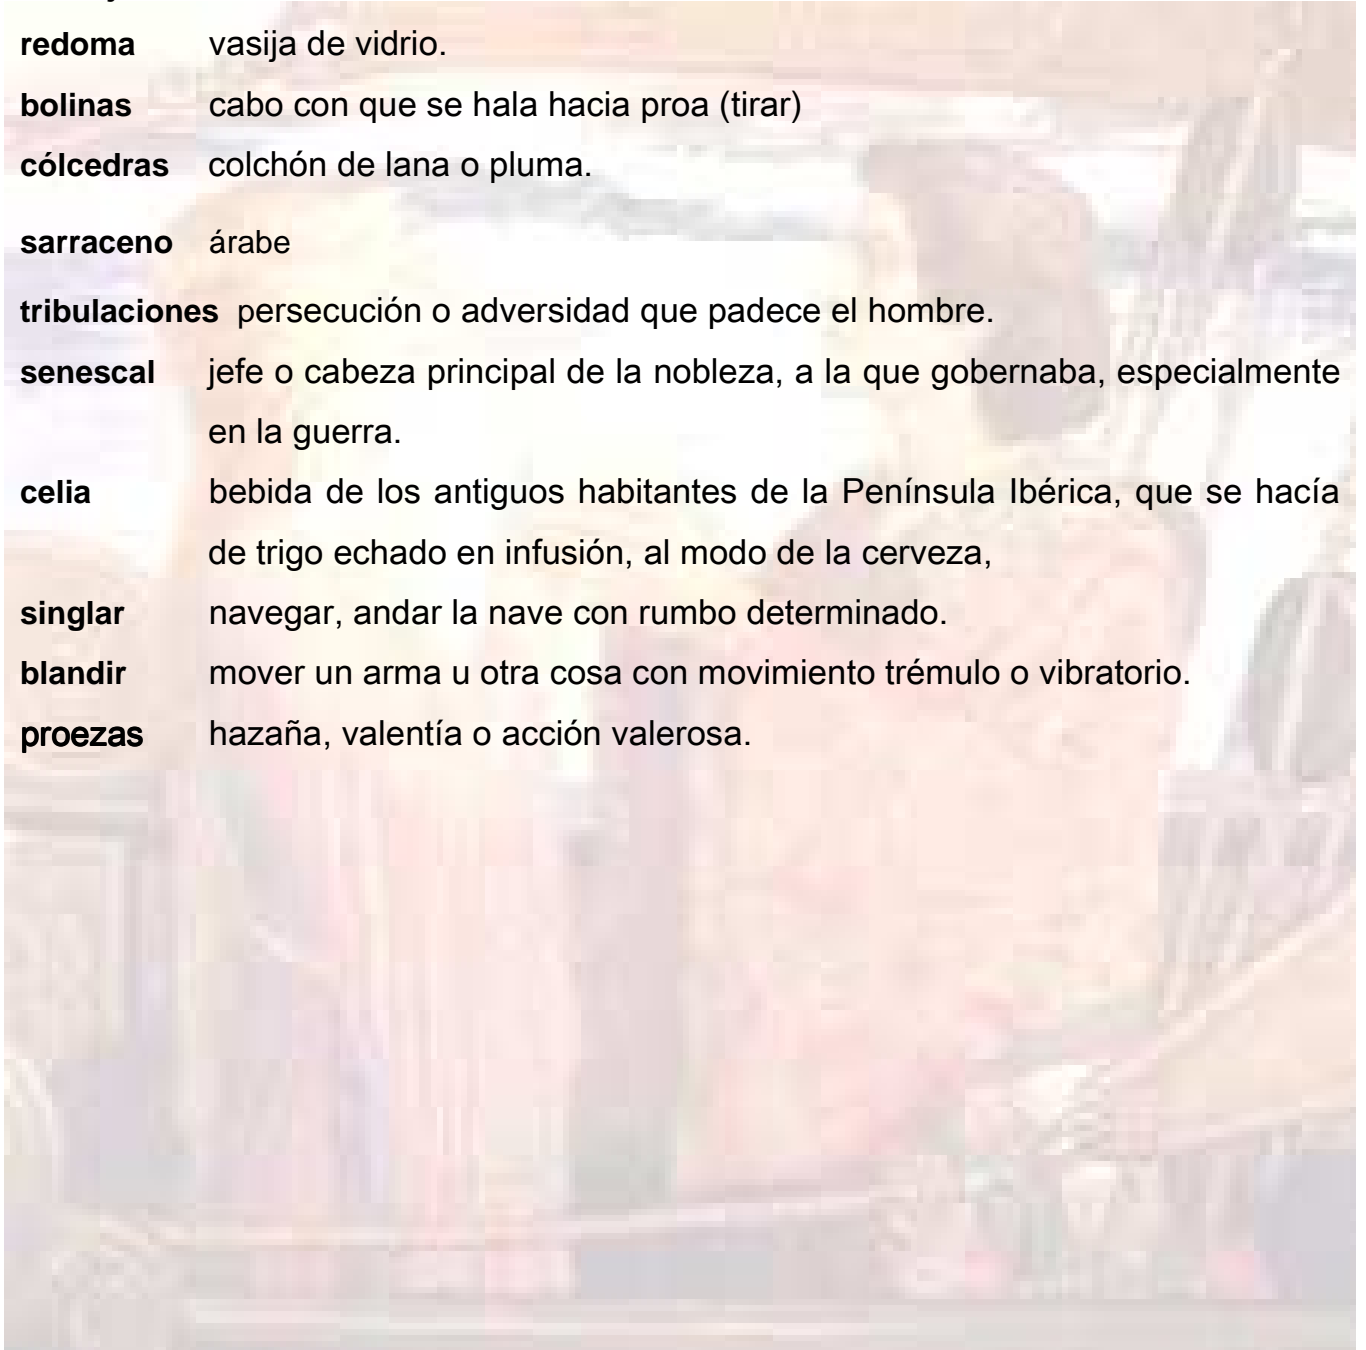 redoma vasija de vidrio.
bolinas cabo con que se hala hacia proa (tirar)
cólcedras colchón de lana o pluma.
sarraceno árabe
tribulaciones persecución o adversidad que padece el hombre.
senescal jefe o cabeza principal de la nobleza, a la que gobernaba, especialmente
en la guerra.
celia bebida de los antiguos habitantes de la Península Ibérica, que se hacía
de trigo echado en infusión, al modo de la cerveza,
singlar navegar, andar la nave con rumbo determinado.
blandir mover un arma u otra cosa con movimiento trémulo o vibratorio.
proezas hazaña, valentía o acción valerosa.